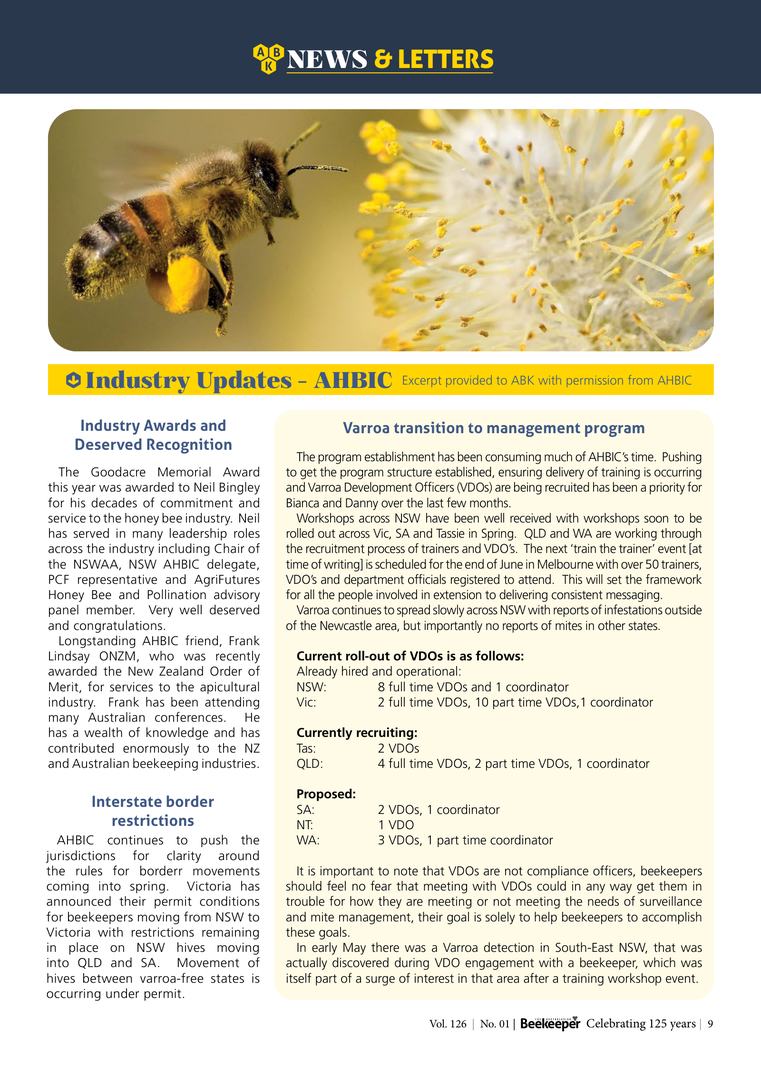 A B K NEWS & LETTERS
Industry Updates - AHBIC Excerpt provided to ABK with permission from AHBIC
Industry Awards and
Deserved Recognition
The Goodacre Memorial Award
this year was awarded to Neil Bingley
for his decades of commitment and
service to the honey bee industry. Neil
has served in many leadership roles
across the industry including Chair of
the NSWAA, NSW AHBIC delegate,
PCF representative and AgriFutures
Honey Bee and Pollination advisory
panel member. Very well deserved
and congratulations.
Longstanding AHBIC friend, Frank
Lindsay ONZM, who was recently
awarded the New Zealand Order of
Merit, for services to the apicultural
industry. Frank has been attending
many Australian conferences. He
has a wealth of knowledge and has
contributed enormously to the NZ
and Australian beekeeping industries.
Interstate border
restrictions
AHBIC continues to push the
jurisdictions for clarity around
the rules for borderr movements
coming into spring. Victoria has
announced their permit conditions
for beekeepers moving from NSW to
Victoria with restrictions remaining
in place on NSW hives moving
into QLD and SA. Movement of
hives between varroa-free states is
occurring under permit.
Varroa transition to management program
The program establishment has been consuming much of AHBIC's time. Pushing
to get the program structure established, ensuring delivery of training is occurring
and Varroa Development Officers (VDOs) are being recruited has been a priority for
Bianca and Danny over the last few months.
Workshops across NSW have been well received with workshops soon to be
rolled out across Vic, SA and Tassie in Spring. QLD and WA are working through
the recruitment process of trainers and VDO's. The next 'train the trainer' event [at
time of writing] is scheduled for the end of June in Melbourne with over 50 trainers,
VDO's and department officials registered to attend. This will set the framework
for all the people involved in extension to delivering consistent messaging.
Varroa continues to spread slowly across NSW with reports of infestations outside
of the Newcastle area, but importantly no reports of mites in other states.
Current roll-out of VDOs is as follows:
Already hired and operational:
NSW: 8 full time VDOs and 1 coordinator
Vic: 2 full time VDOs, 10 part time VDOs,1 coordinator
Currently recruiting:
Tas: 2 VDOs
QLD: 4 full time VDOs, 2 part time VDOs, 1 coordinator
Proposed:
SA: 2 VDOs, 1 coordinator
NT: 1 VDO
WA: 3 VDOs, 1 part time coordinator
It is important to note that VDOs are not compliance officers, beekeepers
should feel no fear that meeting with VDOs could in any way get them in
trouble for how they are meeting or not meeting the needs of surveillance
and mite management, their goal is solely to help beekeepers to accomplish
these goals.
In early May there was a Varroa detection in South-East NSW, that was
actually discovered during VDO engagement with a beekeeper, which was
itself part of a surge of interest in that area after a training workshop event.
Vol. 126 | No. 01 | Beekeeper Celebrating 125 years | 9